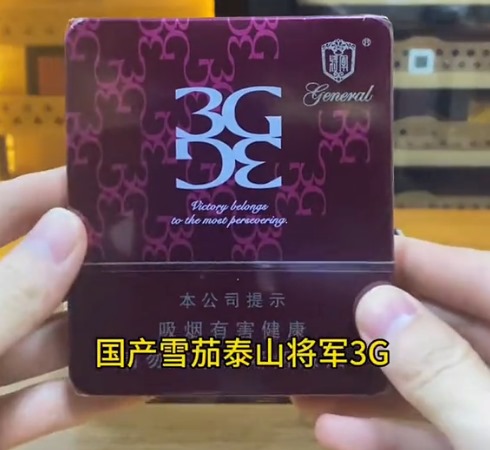 3G
General
®
Victory belongs
to the most persevering.
本公司提示
吸烟有害健康
国产雪茄泰山将军3G